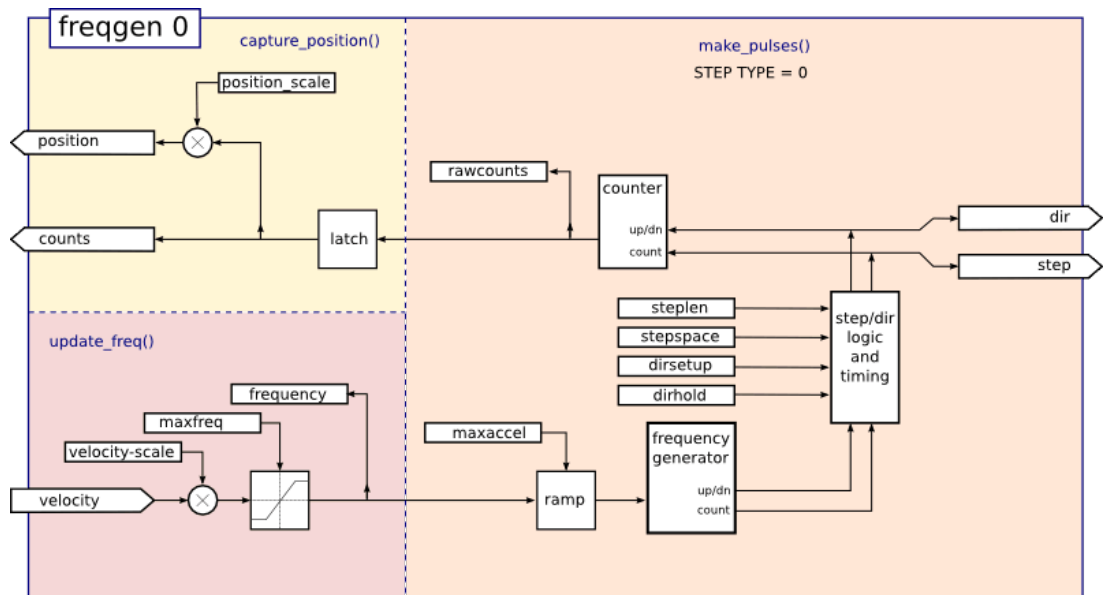 freqgen 0
capture_position()
make_pulses()
STEP TYPE = 0
position_scale
position
rawcounts
counter
up/dn
count
dir
counts
latch
step
steplen
stepspace
dirsetup
dirhold
step/dir
logic
and
timing
update_freq()
frequency
maxfreq
velocity-scale
velocity
maxaccel
ramp
frequency
generator
up/dn
count